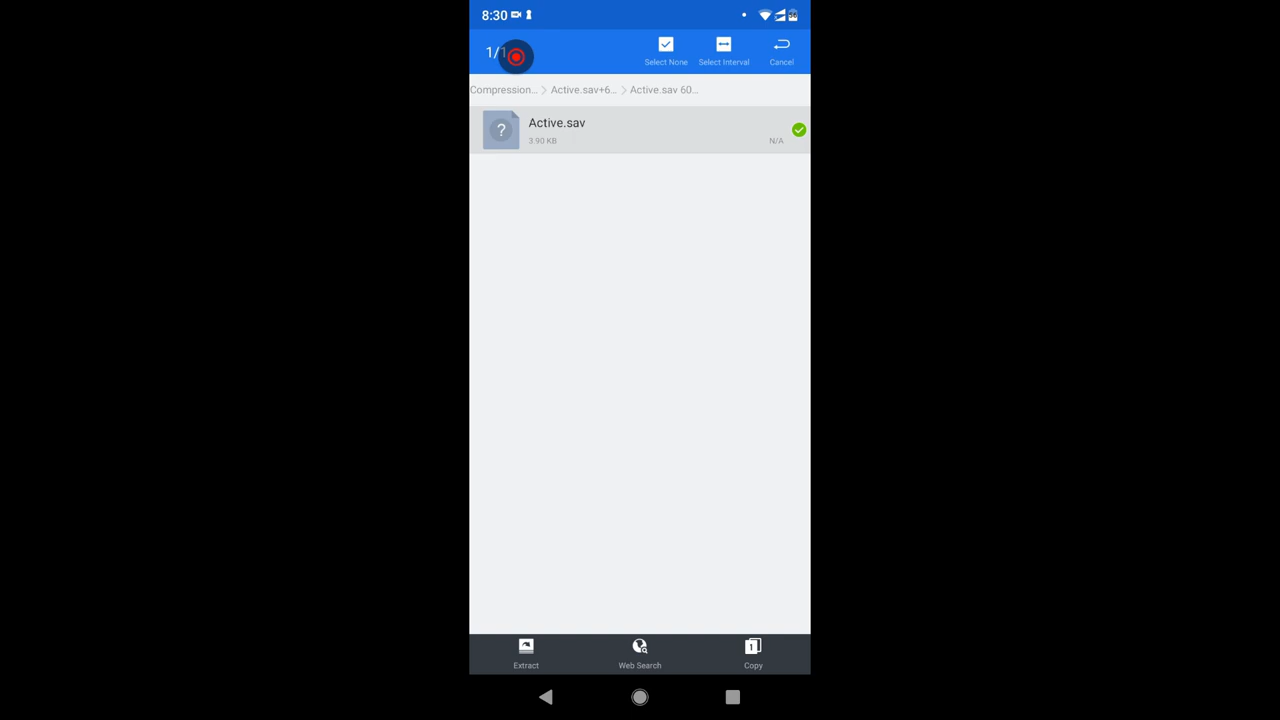 8:30
1/1
Select None
Select Interval
Cancel
Compression... > Active.sav+6... > Active.sav 60...
?
Active.sav
3.90 KB
N/A
Extract
Web Search
1
Copy